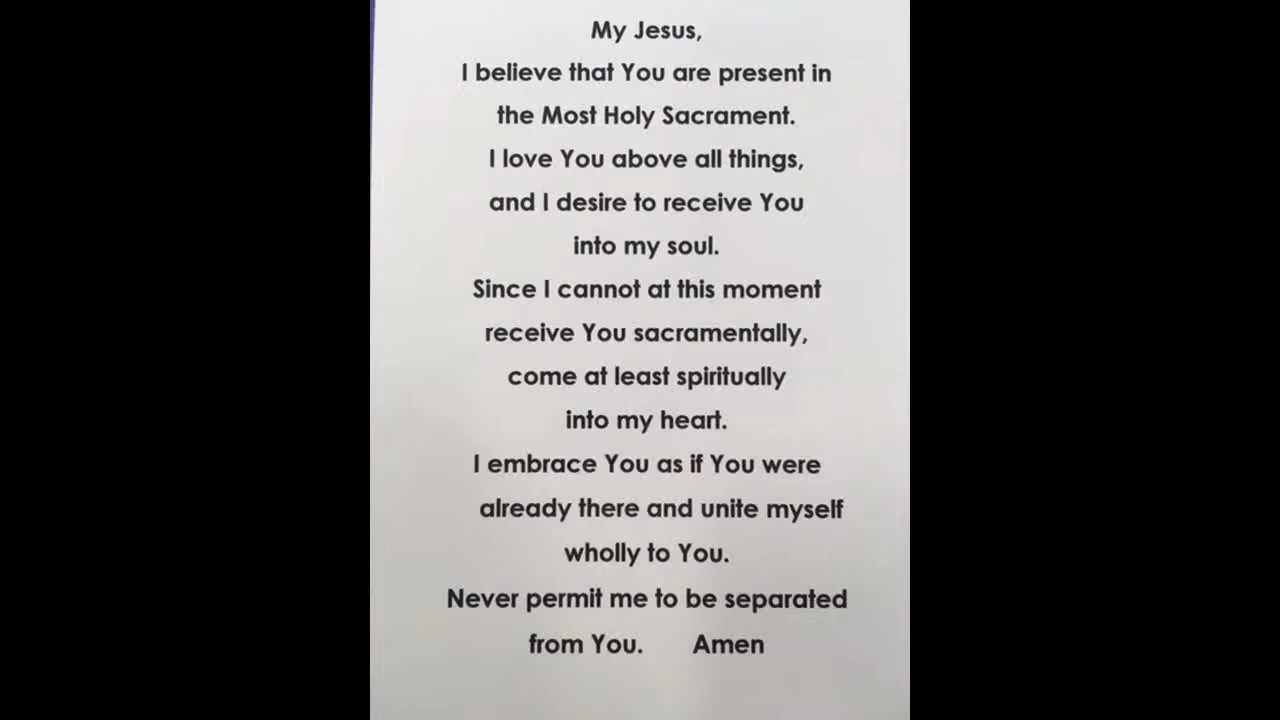 My Jesus,
I believe that You are present in
the Most Holy Sacrament.
I love You above all things,
and I desire to receive You
into my soul.
Since I cannot at this moment
receive You sacramentally,
come at least spiritually
into my heart.
I embrace You as if You were
already there and unite myself
wholly to You.
Never permit me to be separated
from You. Amen